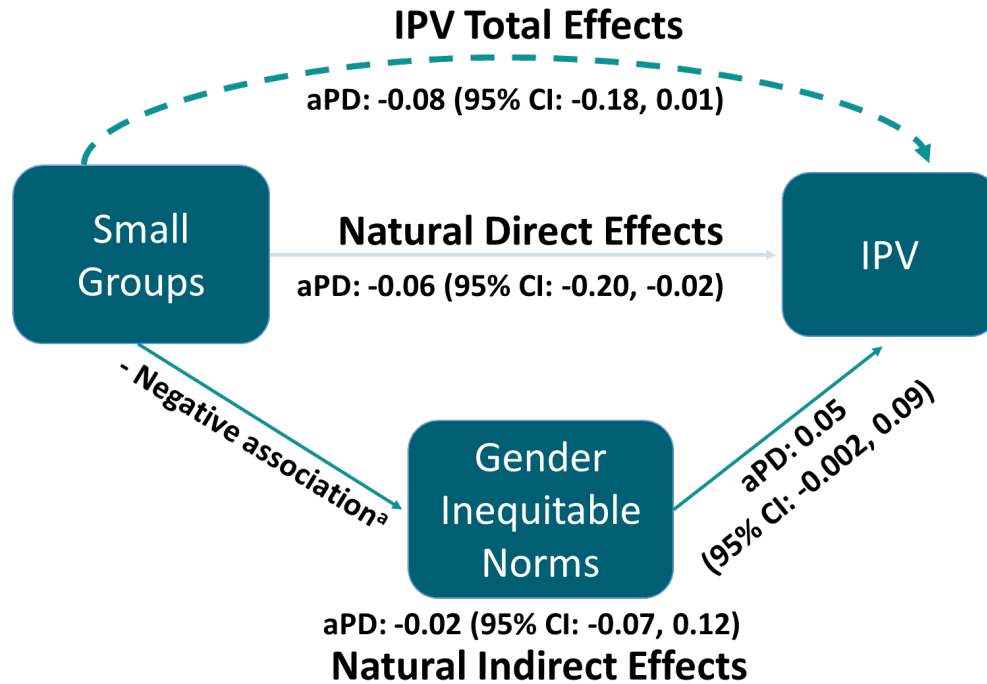 IPV Total Effects
aPD: -0.08 (95% CI: -0.18, 0.01)
Small
Groups
Natural Direct Effects
aPD: -0.06 (95% CI: -0.20, -0.02)
IPV
- Negative associationᵃ
Gender
Inequitable
Norms
aPD: 0.05
(95% CI: -0.002, 0.09)
aPD: -0.02 (95% CI: -0.07, 0.12)
Natural Indirect Effects